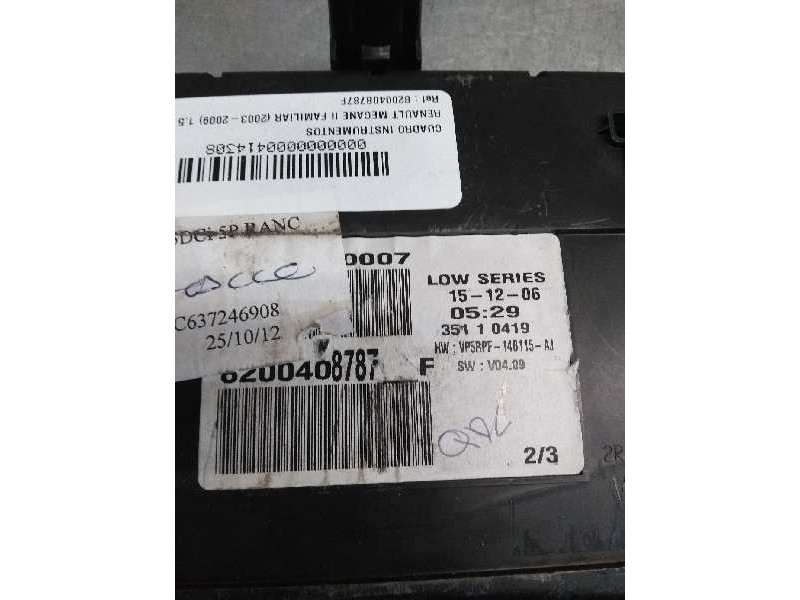 Ref: 8200408787F
RENAULT MEGANE II FAMILIAR (2003-2009) 1.5
CUADRO INSTRUMENTOS
DCi 5P RANC
C637246908
25/10/12
0007
LOW SERIES
15-12-06
05:29
351 1 0419
HW : VP5RPF-14B115-AJ
SW : V04.09
8200408787 F
2/3
2R